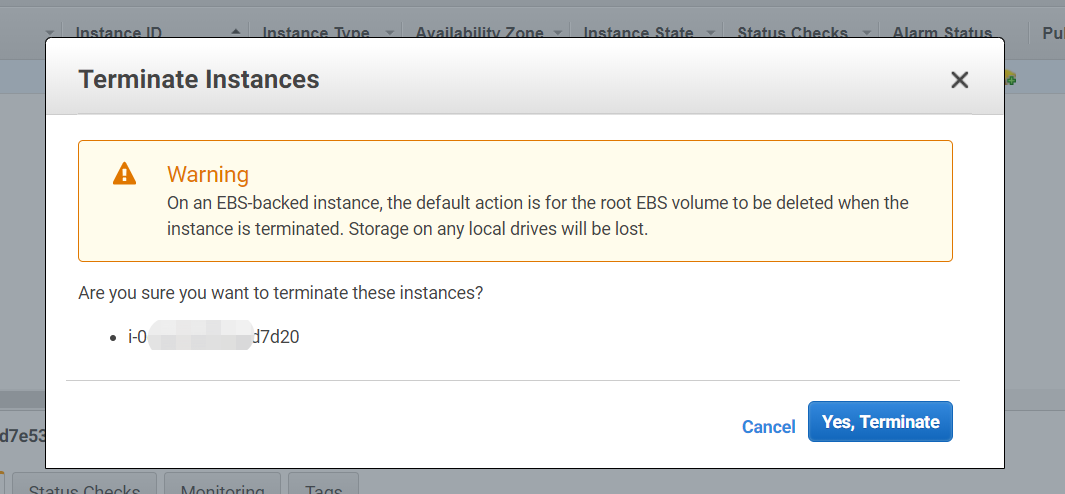 Instance ID Instance Type Availability Zone Instance State Status Checks Alarm Status
Terminate Instances
Warning
On an EBS-backed instance, the default action is for the root EBS volume to be deleted when the
instance is terminated. Storage on any local drives will be lost.
Are you sure you want to terminate these instances?
• i-0 d7d20
Cancel Yes, Terminate
d7e53
Status Checks Monitoring Tags